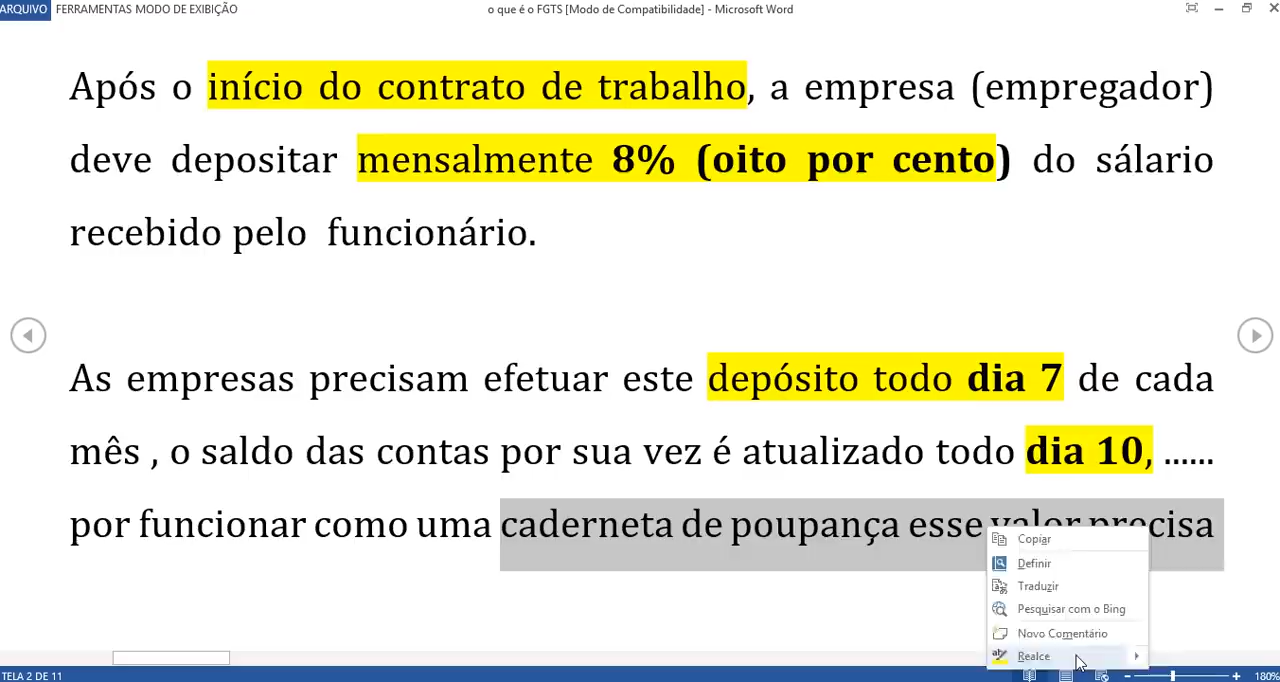 ARQUIVO FERRAMENTAS MODO DE EXIBIÇÃO o que é o FGTS [Modo de Compatibilidade] - Microsoft Word
Após o início do contrato de trabalho, a empresa (empregador)
deve depositar mensalmente 8% (oito por cento) do sálario
recebido pelo funcionário.
As empresas precisam efetuar este depósito todo dia 7 de cada
mês , o saldo das contas por sua vez é atualizado todo dia 10, ......
por funcionar como uma caderneta de poupança esse valor precisa
Copiar
Definir
Traduzir
Pesquisar com o Bing
Novo Comentário
Realce
TELA 2 DE 11 180%